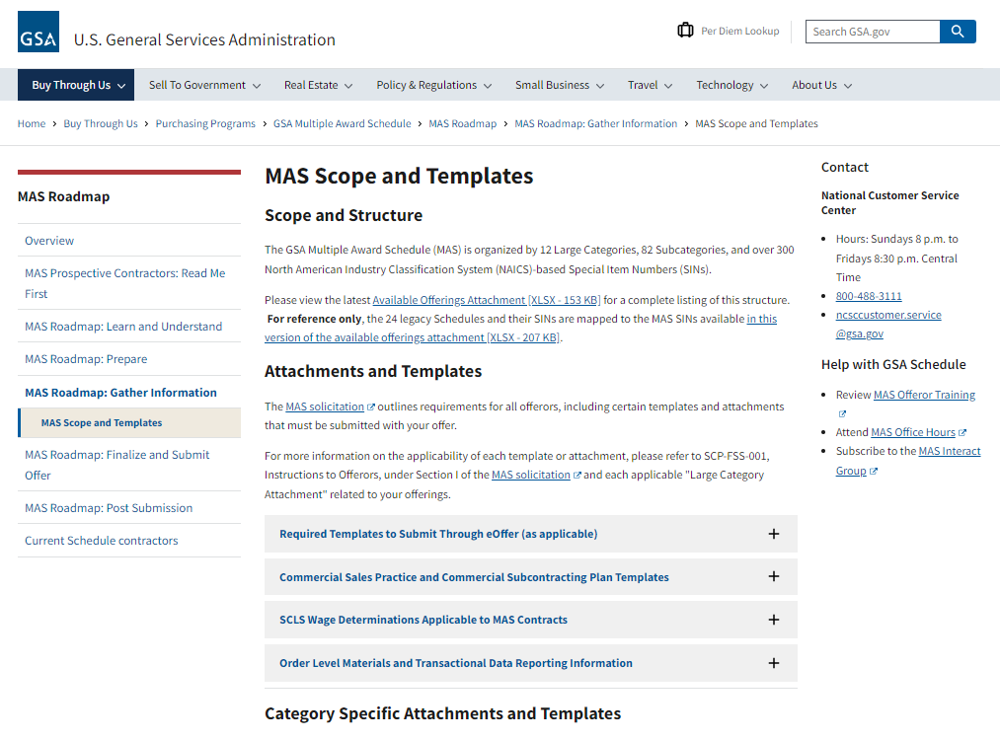 GSA
U.S. General Services Administration
Per Diem Lookup
Search GSA.gov
Buy Through Us
Sell To Government
Real Estate
Policy & Regulations
Small Business
Travel
Technology
About Us
Home > Buy Through Us > Purchasing Programs > GSA Multiple Award Schedule > MAS Roadmap > MAS Roadmap: Gather Information > MAS Scope and Templates
MAS Roadmap
Overview
MAS Prospective Contractors: Read Me
First
MAS Roadmap: Learn and Understand
MAS Roadmap: Prepare
MAS Roadmap: Gather Information
MAS Scope and Templates
MAS Roadmap: Finalize and Submit
Offer
MAS Roadmap: Post Submission
Current Schedule contractors
MAS Scope and Templates
Scope and Structure
The GSA Multiple Award Schedule (MAS) is organized by 12 Large Categories, 82 Subcategories, and over 300
North American Industry Classification System (NAICS)-based Special Item Numbers (SINs).
Please view the latest Available Offerings Attachment [XLSX - 153 KB] for a complete listing of this structure.
For reference only, the 24 legacy Schedules and their SINs are mapped to the MAS SINs available in this
version of the available offerings attachment [XLSX - 207 KB].
Attachments and Templates
The MAS solicitation outlines requirements for all offerors, including certain templates and attachments
that must be submitted with your offer.
For more information on the applicability of each template or attachment, please refer to SCP-FSS-001,
Instructions to Offerors, under Section I of the MAS solicitation and each applicable "Large Category
Attachment" related to your offerings.
Required Templates to Submit Through eOffer (as applicable)
Commercial Sales Practice and Commercial Subcontracting Plan Templates
SCLS Wage Determinations Applicable to MAS Contracts
Order Level Materials and Transactional Data Reporting Information
Category Specific Attachments and Templates
Contact
National Customer Service
Center
Hours: Sundays 8 p.m. to
Fridays 8:30 p.m. Central
Time
800-488-3111
ncsccustomer.service
@gsa.gov
Help with GSA Schedule
Review MAS Offeror Training
Attend MAS Office Hours
Subscribe to the MAS Interact
Group